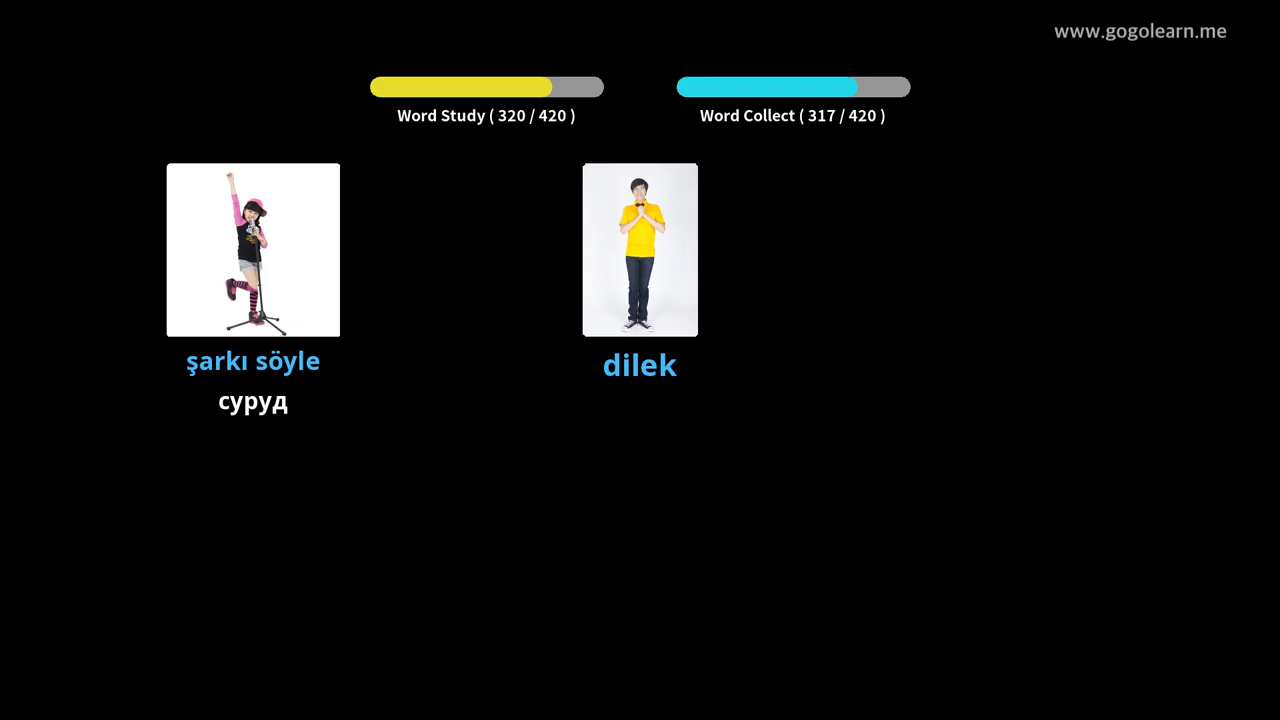 www.gogolearn.me
Word Study ( 320 / 420 )
Word Collect ( 317 / 420 )
şarkı söyle
суруд
dilek